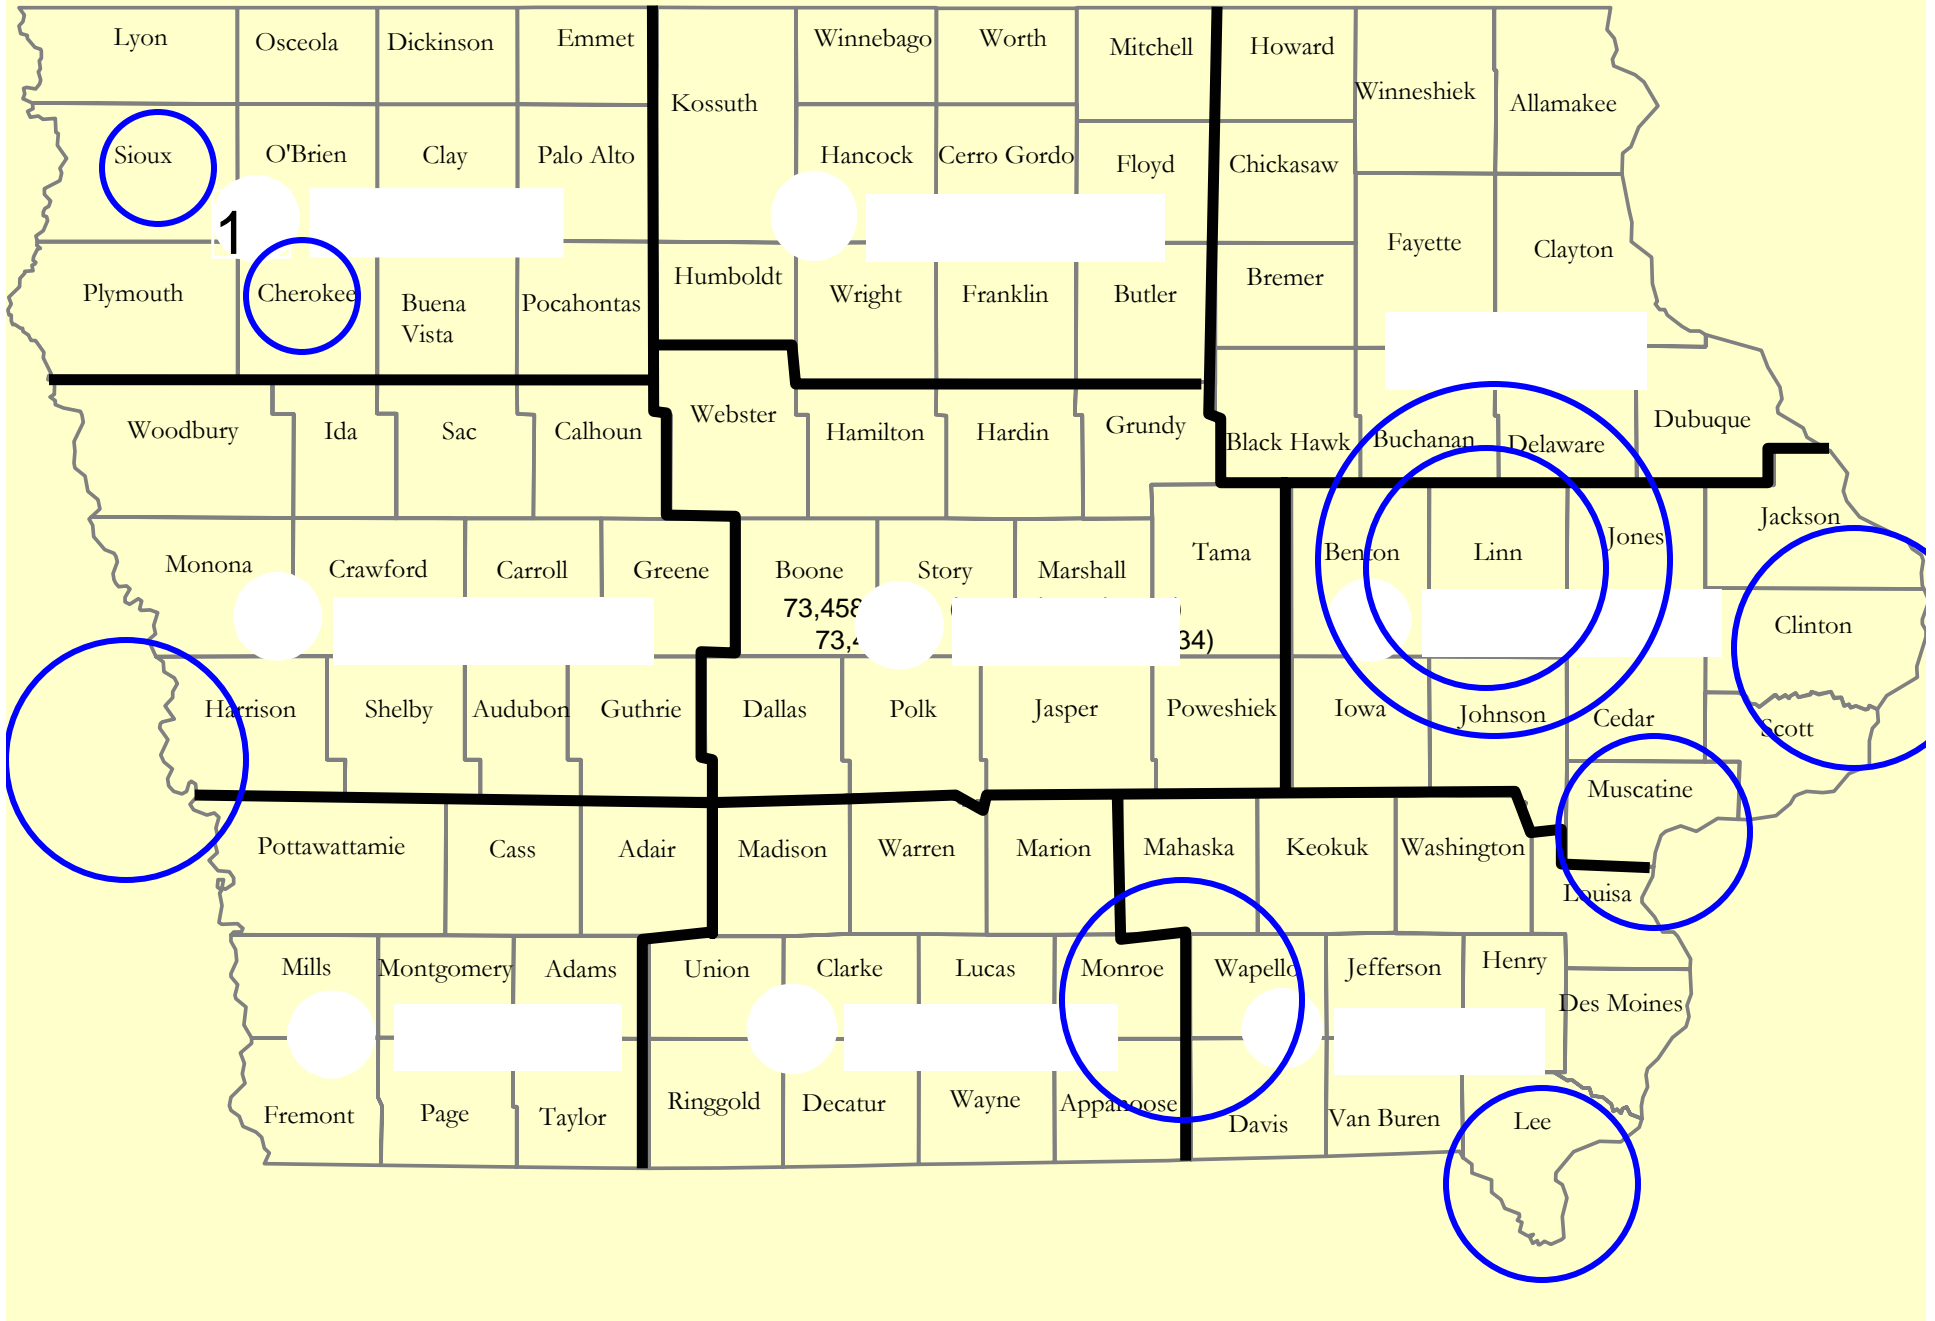 Lyon
Osceola
Dickinson
Emmet
Kossuth
Winnebago
Worth
Mitchell
Howard
Winneshiek
Allamakee
Sioux
O'Brien
Clay
Palo Alto
Hancock
Cerro Gordo
Floyd
Chickasaw
1
Plymouth
Cherokee
Buena
Vista
Pocahontas
Humboldt
Wright
Franklin
Butler
Bremer
Fayette
Clayton
Woodbury
Ida
Sac
Calhoun
Webster
Hamilton
Hardin
Grundy
Black Hawk
Buchanan
Delaware
Dubuque
Monona
Crawford
Carroll
Greene
Boone
Story
Marshall
Tama
Benton
Linn
Jones
Jackson
73,458
73,4
34)
Clinton
Harrison
Shelby
Audubon
Guthrie
Dallas
Polk
Jasper
Poweshiek
Iowa
Johnson
Cedar
Scott
Muscatine
Pottawattamie
Cass
Adair
Madison
Warren
Marion
Mahaska
Keokuk
Washington
Louisa
Mills
Montgomery
Adams
Union
Clarke
Lucas
Monroe
Wapello
Jefferson
Henry
Des Moines
Fremont
Page
Taylor
Ringgold
Decatur
Wayne
Appanoose
Davis
Van Buren
Lee